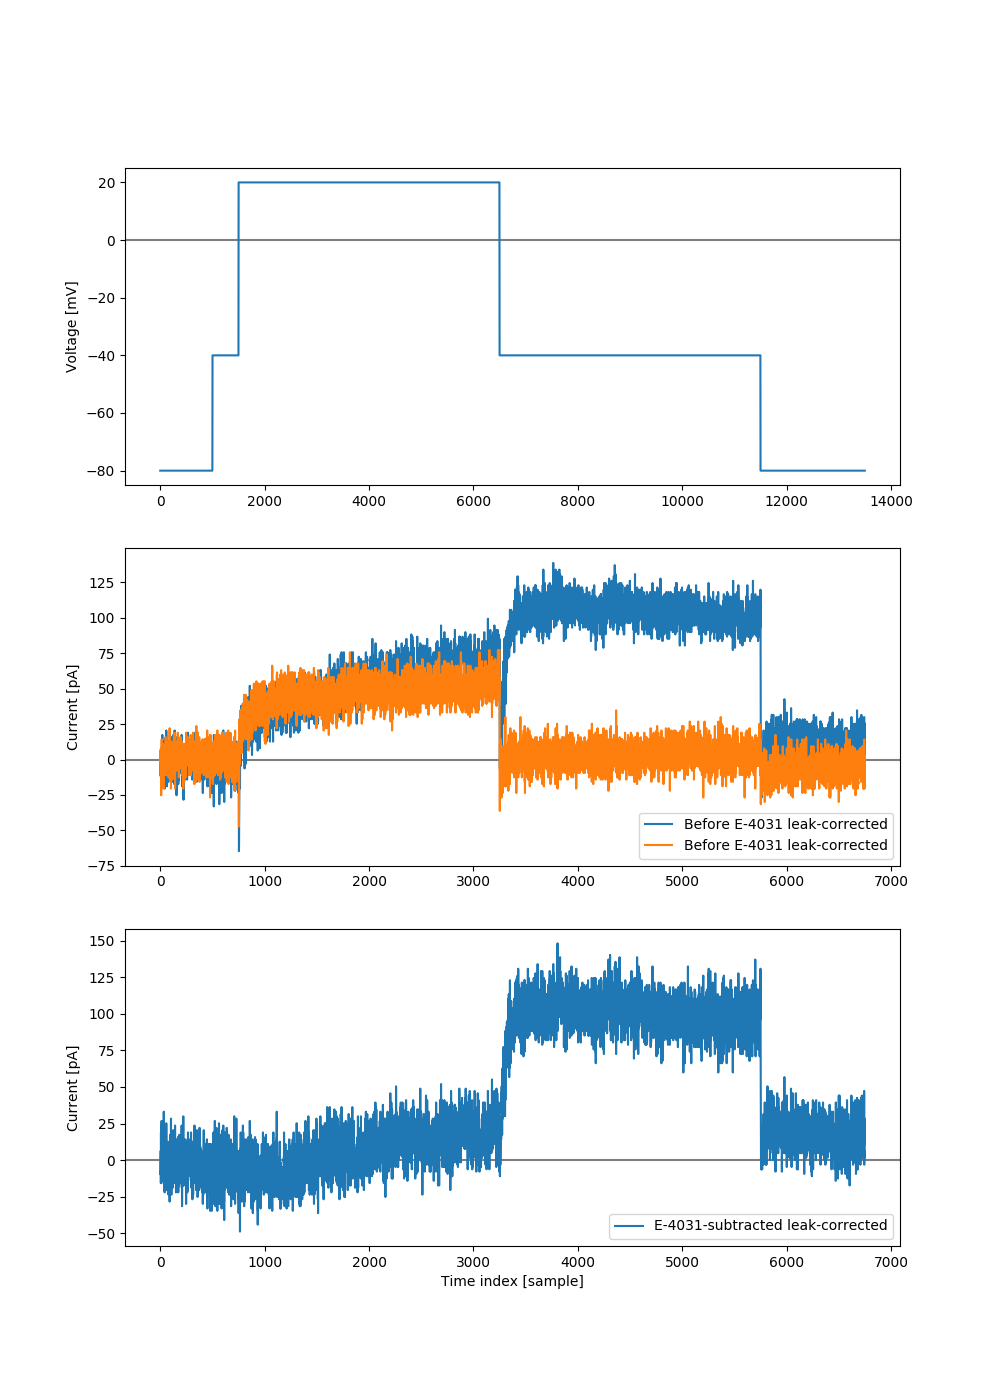 20
0
−20
−40
−60
−80
Voltage [mV]
0 2000 4000 6000 8000 10000 12000 14000
125
100
75
50
25
0
−25
−50
−75
Current [pA]
Before E-4031 leak-corrected
Before E-4031 leak-corrected
0 1000 2000 3000 4000 5000 6000 7000
150
125
100
75
50
25
0
−25
−50
Current [pA]
E-4031-subtracted leak-corrected
0 1000 2000 3000 4000 5000 6000 7000
Time index [sample]